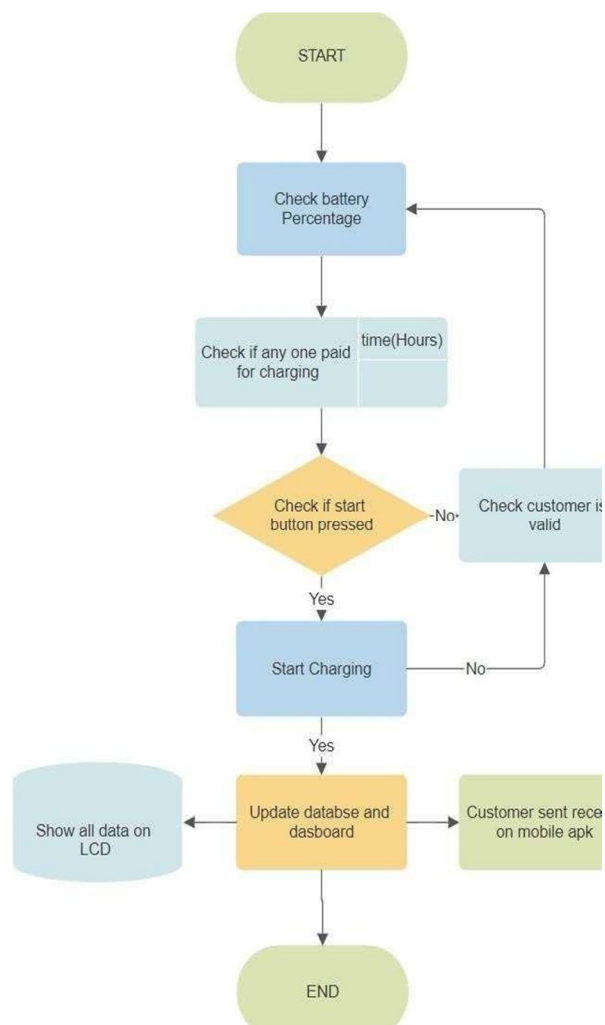 START
Check battery
Percentage
Check if any one paid
for charging
time(Hours)
Check if start
button pressed
No
Check customer is
valid
Yes
Start Charging
No
Yes
Show all data on
LCD
Update databse and
dasboard
Customer sent rece
on mobile apk
END